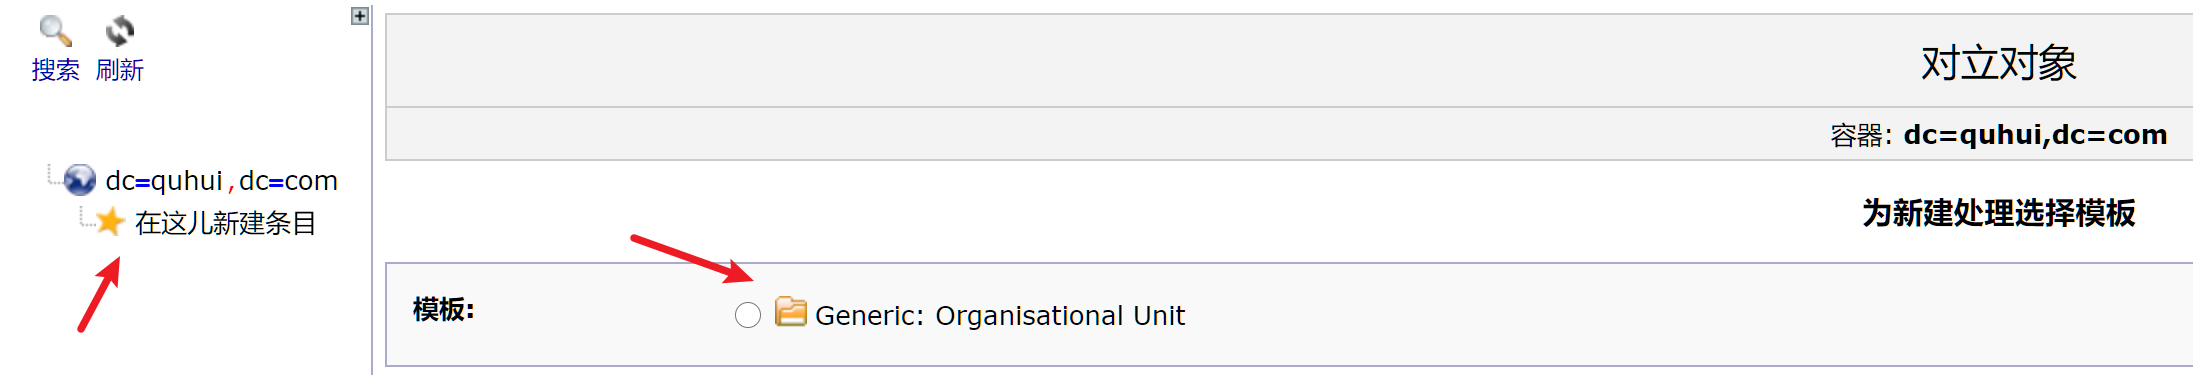 搜索 刷新
dc=quhui,dc=com
在这儿新建条目
对立对象
容器: dc=quhui,dc=com
为新建处理选择模板
模板:
Generic: Organisational Unit